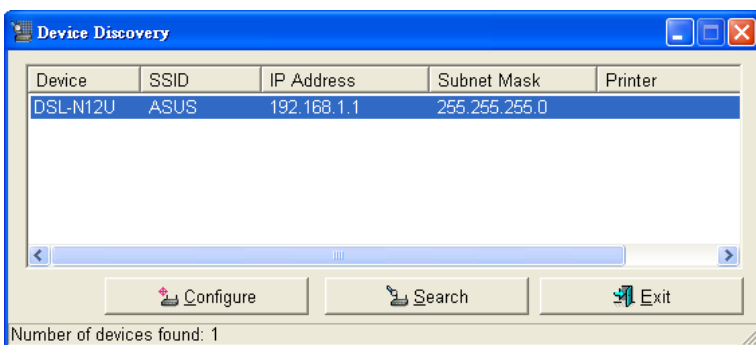 Device Discovery
Device SSID IP Address Subnet Mask Printer
DSL-N12U ASUS 192.168.1.1 255.255.255.0
Configure Search Exit
Number of devices found: 1